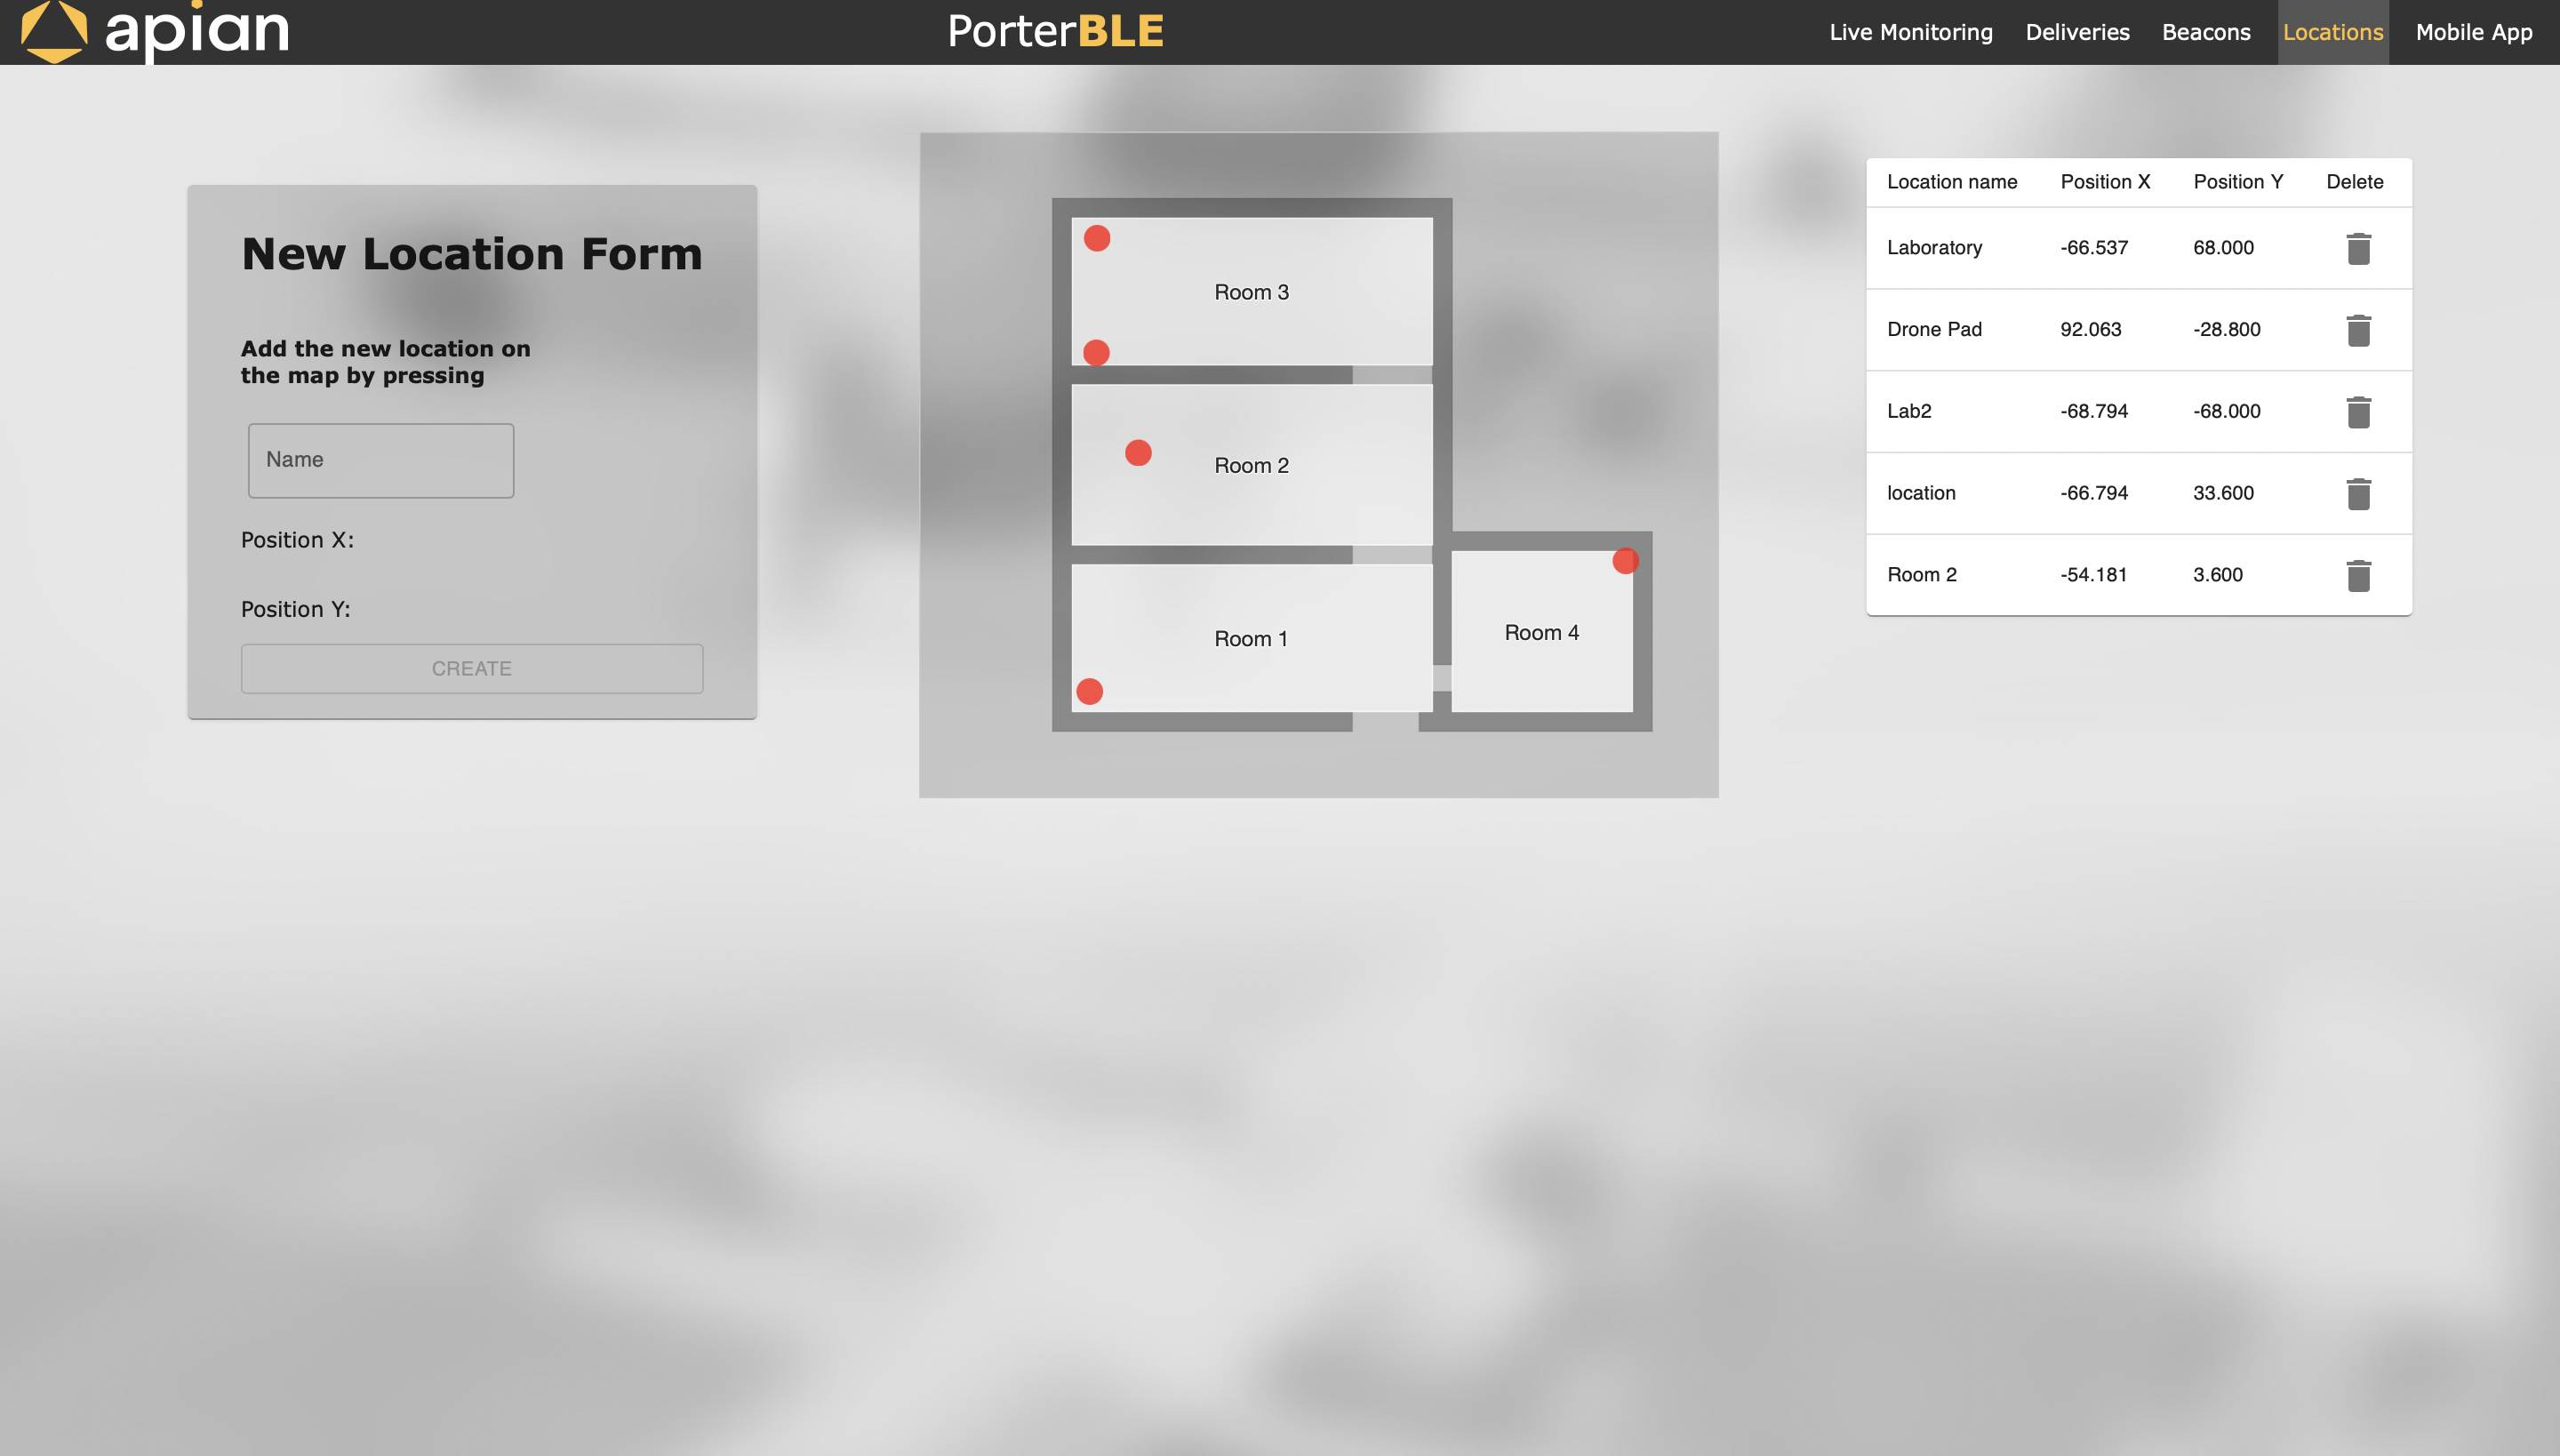 apian
PorterBLE
Live Monitoring Deliveries Beacons Locations Mobile App
New Location Form
Add the new location on
the map by pressing
Name
Position X:
Position Y:
CREATE
Room 3
Room 2
Room 1
Room 4
Location name Position X Position Y Delete
Laboratory -66.537 68.000
Drone Pad 92.063 -28.800
Lab2 -68.794 -68.000
location -66.794 33.600
Room 2 -54.181 3.600